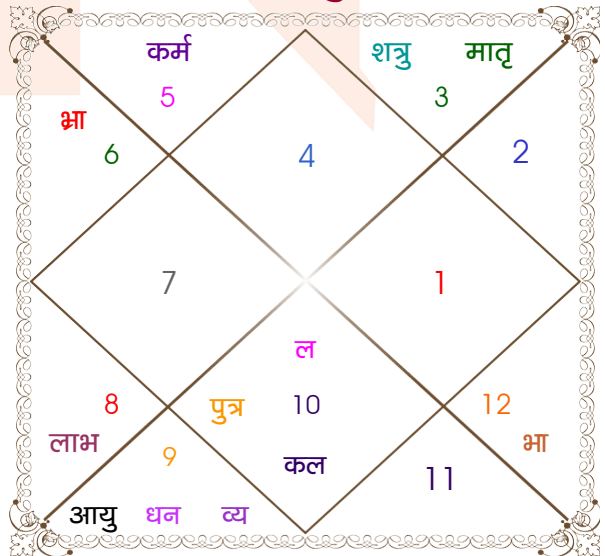 कर्म शत्रु मातृ
5 3
भ्रा
6 4 2
7 1
ल
8 पुत्र 10 12
लाभ 9 कल 11 भा
आयु धन व्य